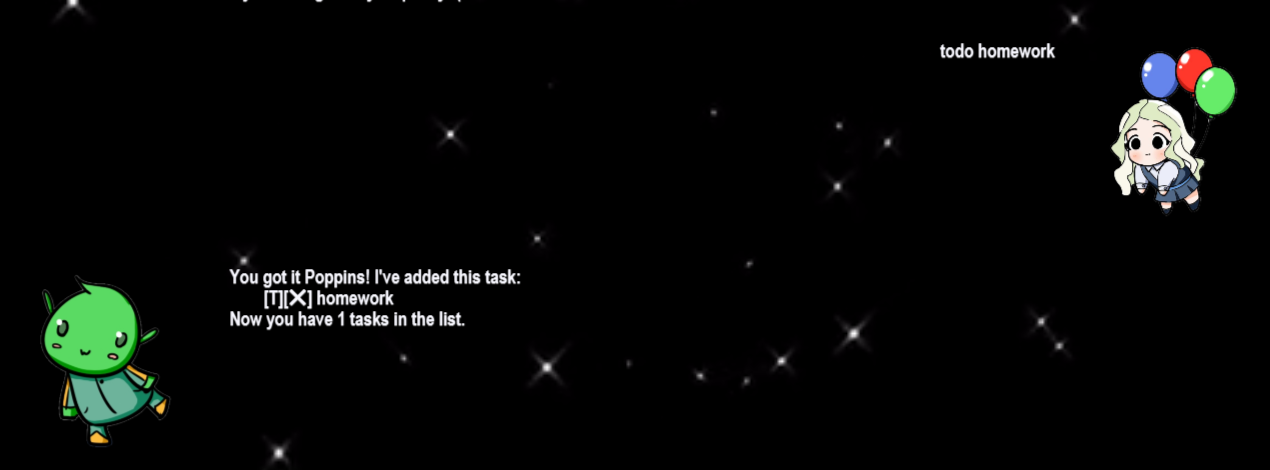 todo homework
You got it Poppins! I've added this task:
[T][✕] homework
Now you have 1 tasks in the list.